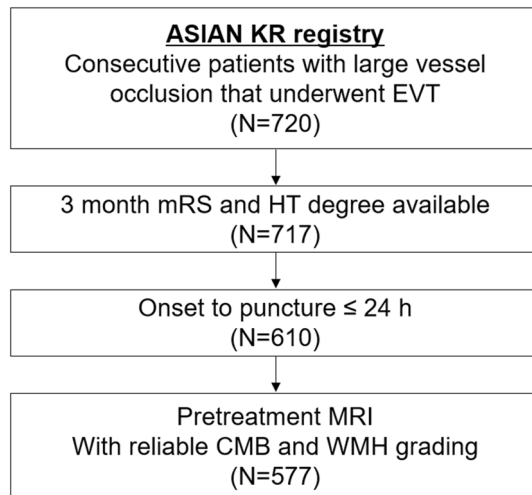 ASIAN KR registry
Consecutive patients with large vessel
occlusion that underwent EVT
(N=720)
3 month mRS and HT degree available
(N=717)
Onset to puncture ≤ 24 h
(N=610)
Pretreatment MRI
With reliable CMB and WMH grading
(N=577)